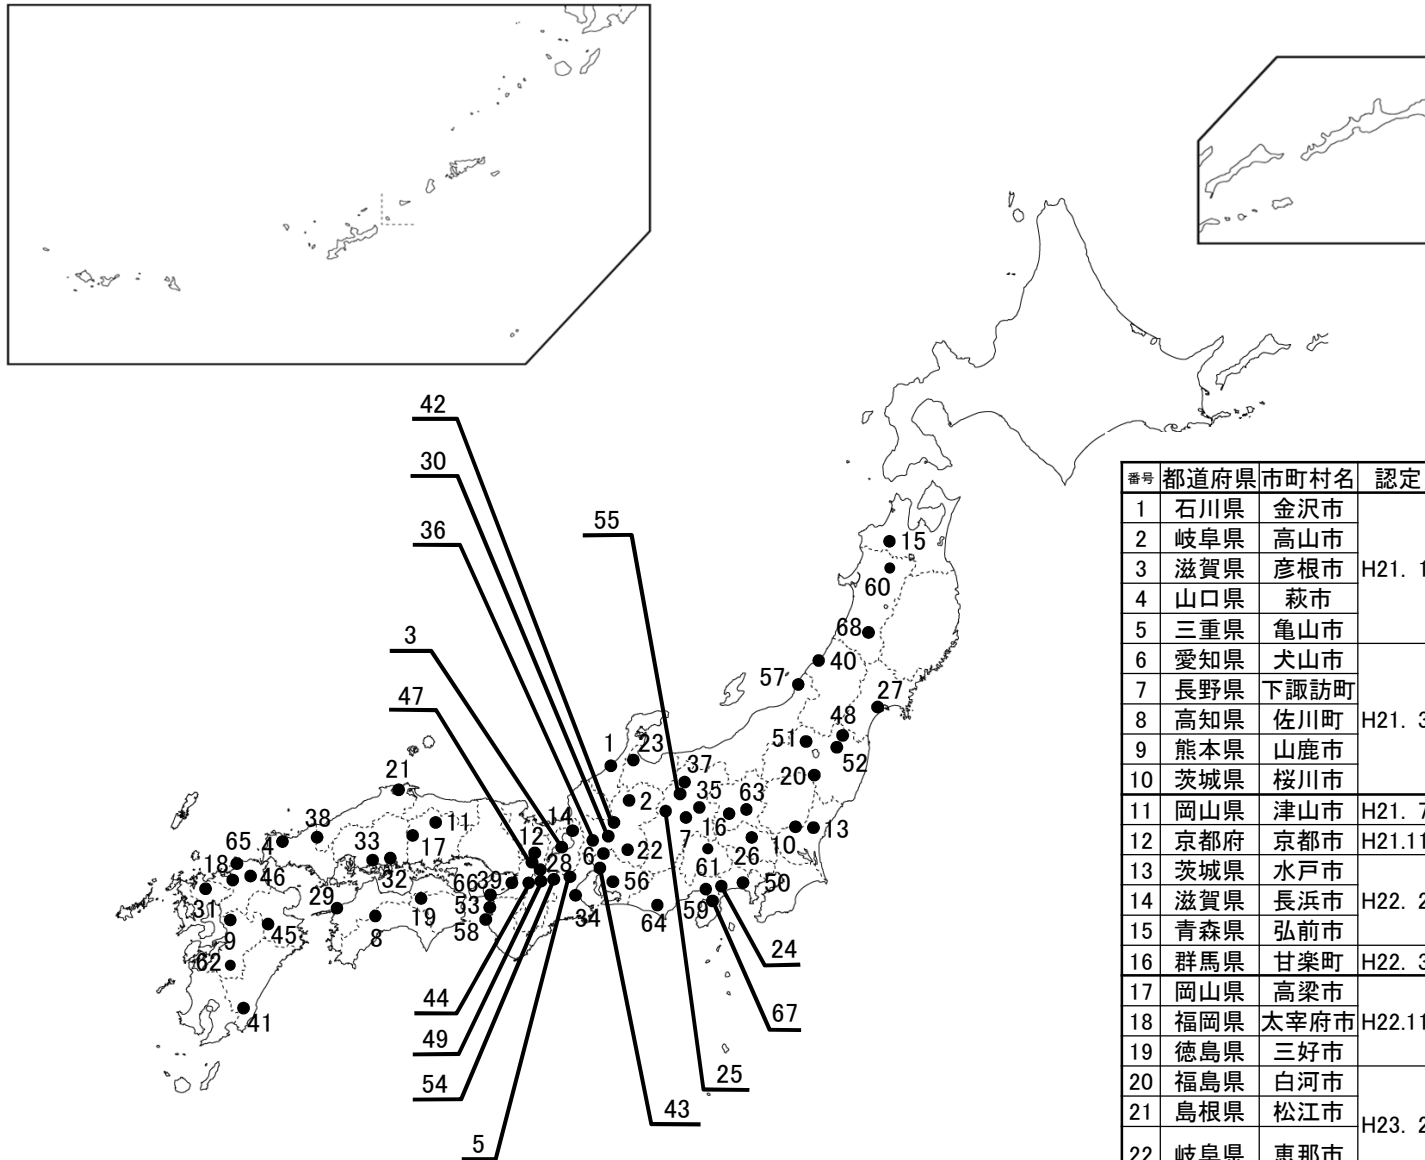 42
30
36
55
3
47
15
60
68
40
57
27
48
51
52
20
1
23
37
21
2
35
63
38
11
14
12
7
16
4
65
33
17
6
22
10
13
18
46
32
28
26
61
66
39
56
50
31
29
19
53
34
64
59
9
45
8
58
24
62
41
44
67
49
54
25
43
5
番号 都道府県 市町村名 認定
1 石川県 金沢市
2 岐阜県 高山市
3 滋賀県 彦根市 H21. 1
4 山口県 萩市
5 三重県 亀山市
6 愛知県 犬山市
7 長野県 下諏訪町
8 高知県 佐川町 H21. 3
9 熊本県 山鹿市
10 茨城県 桜川市
11 岡山県 津山市 H21. 7
12 京都府 京都市 H21.11
13 茨城県 水戸市
14 滋賀県 長浜市 H22. 2
15 青森県 弘前市
16 群馬県 甘楽町 H22. 3
17 岡山県 高梁市
18 福岡県 太宰府市 H22.11
19 徳島県 三好市
20 福島県 白河市
21 島根県 松江市 H23. 2
22 岐阜県 恵那市